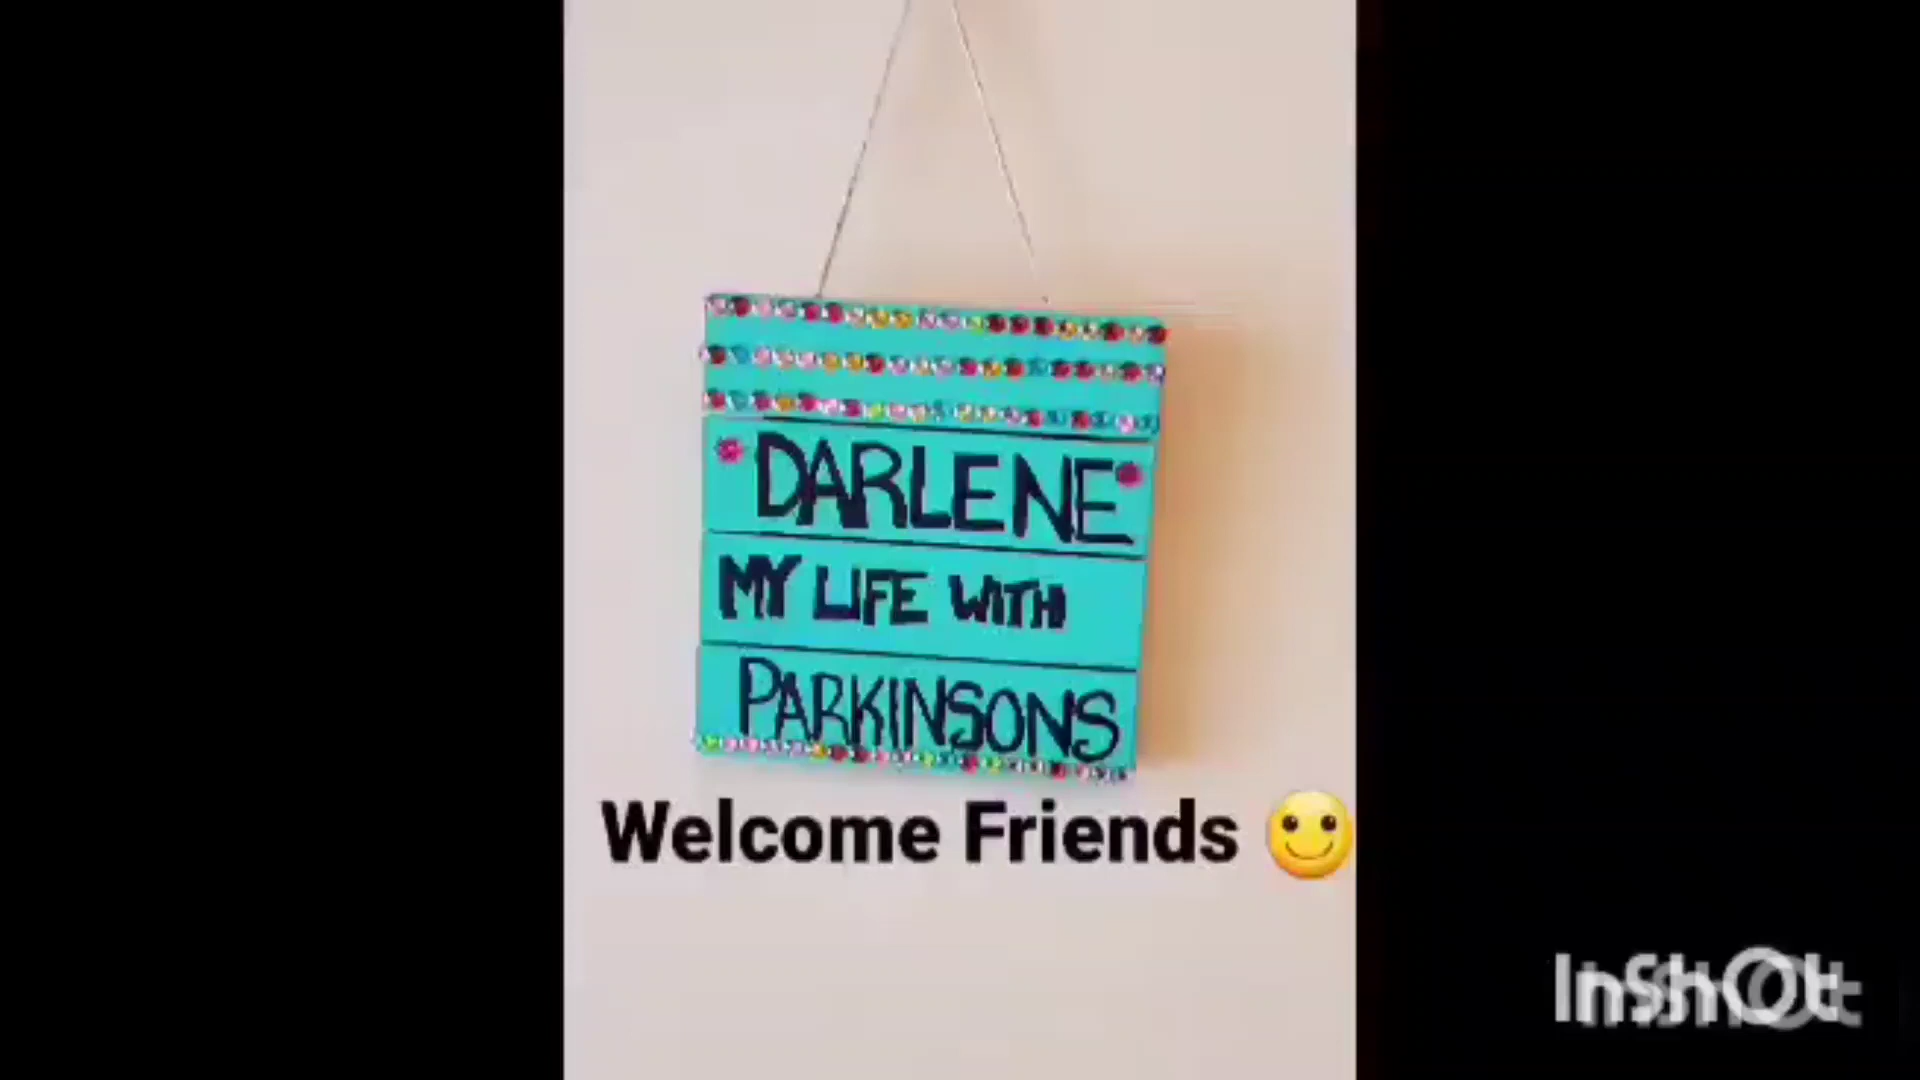 DARLENE
MY LIFE WITH
PARKINSONS
Welcome Friends 🙂
InShOt